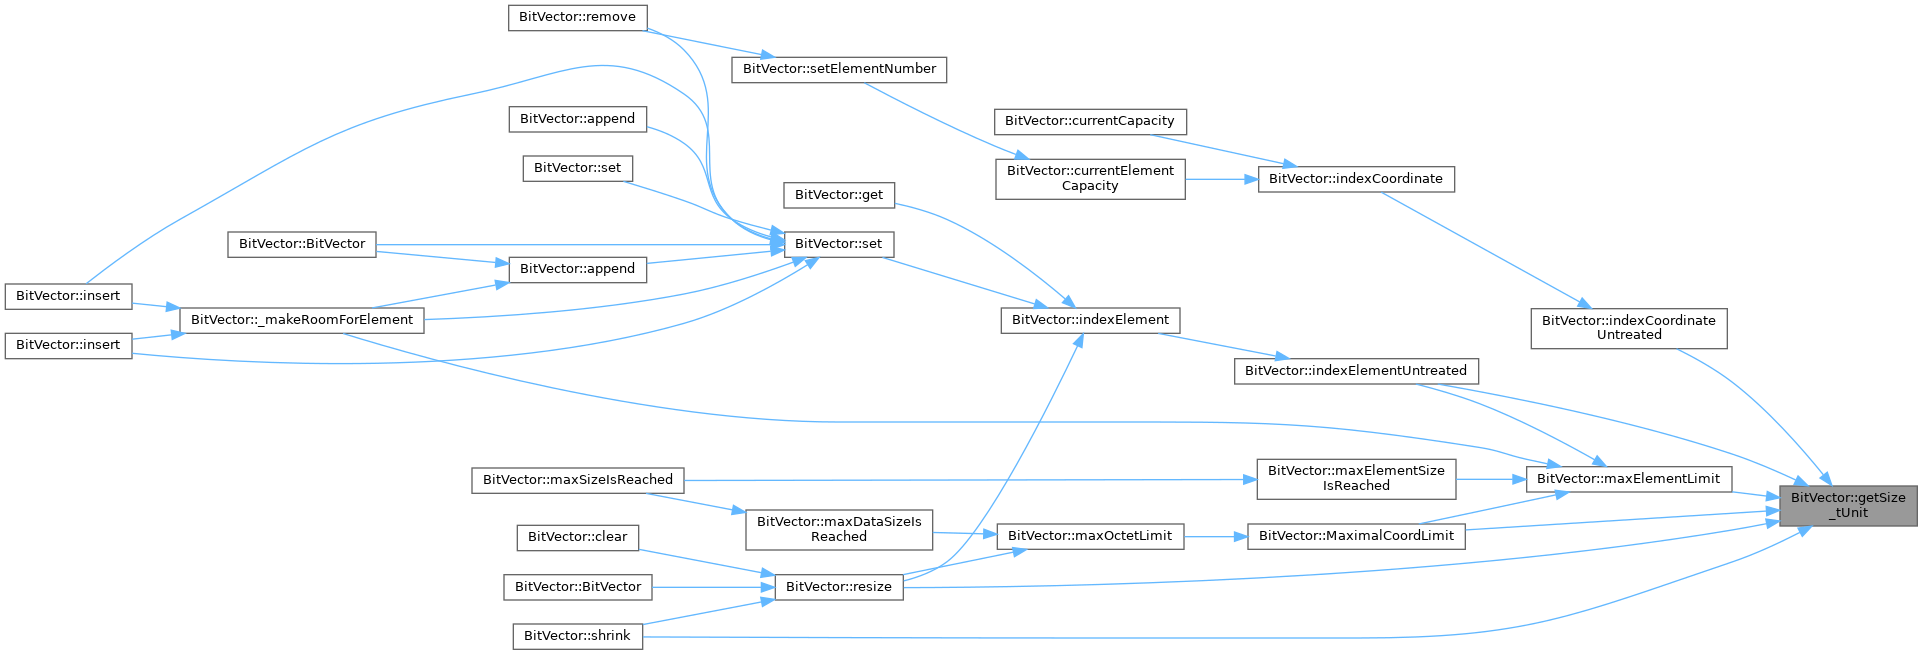 BitVector::remove
BitVector::setElementNumber
BitVector::append
BitVector::currentCapacity
BitVector::set
BitVector::currentElement
Capacity
BitVector::indexCoordinate
BitVector::get
BitVector::BitVector
BitVector::set
BitVector::append
BitVector::insert
BitVector::_makeRoomForElement
BitVector::indexElement
BitVector::indexCoordinate
Untreated
BitVector::insert
BitVector::indexElementUntreated
BitVector::maxSizeIsReached
BitVector::maxElementSize
IsReached
BitVector::maxElementLimit
BitVector::getSize
_tUnit
BitVector::maxDataSizeIs
Reached
BitVector::clear
BitVector::maxOctetLimit
BitVector::MaximalCoordLimit
BitVector::BitVector
BitVector::resize
BitVector::shrink